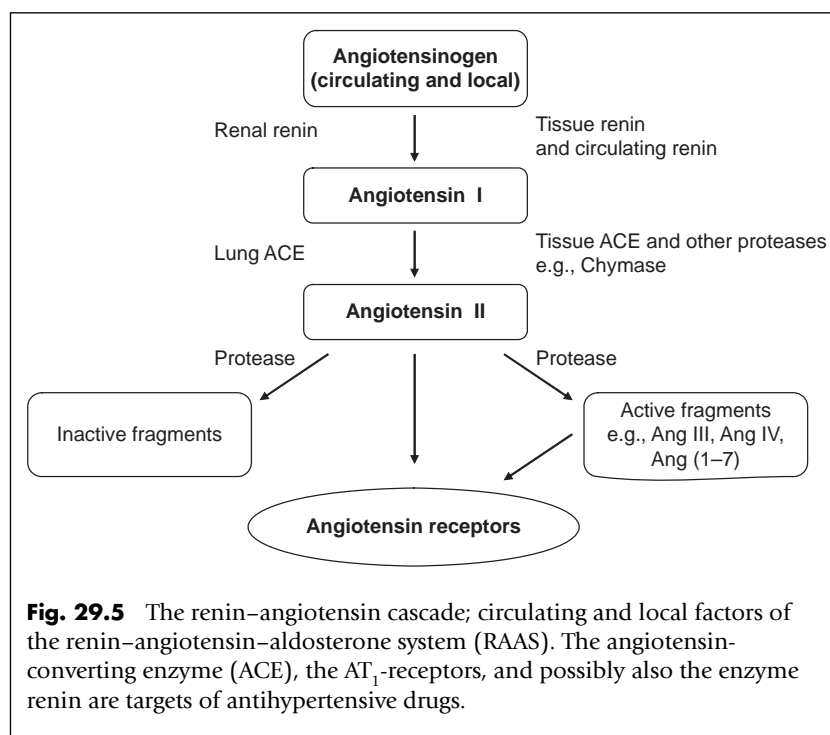 Angiotensinogen
(circulating and local)
Renal renin
Tissue renin
and circulating renin
Angiotensin I
Lung ACE
Tissue ACE and other proteases
e.g., Chymase
Angiotensin II
Protease
Protease
Inactive fragments
Active fragments
e.g., Ang III, Ang IV,
Ang (1–7)
Angiotensin receptors
Fig. 29.5 The renin–angiotensin cascade; circulating and local factors of
the renin–angiotensin–aldosterone system (RAAS). The angiotensin-
converting enzyme (ACE), the AT₁-receptors, and possibly also the enzyme
renin are targets of antihypertensive drugs.